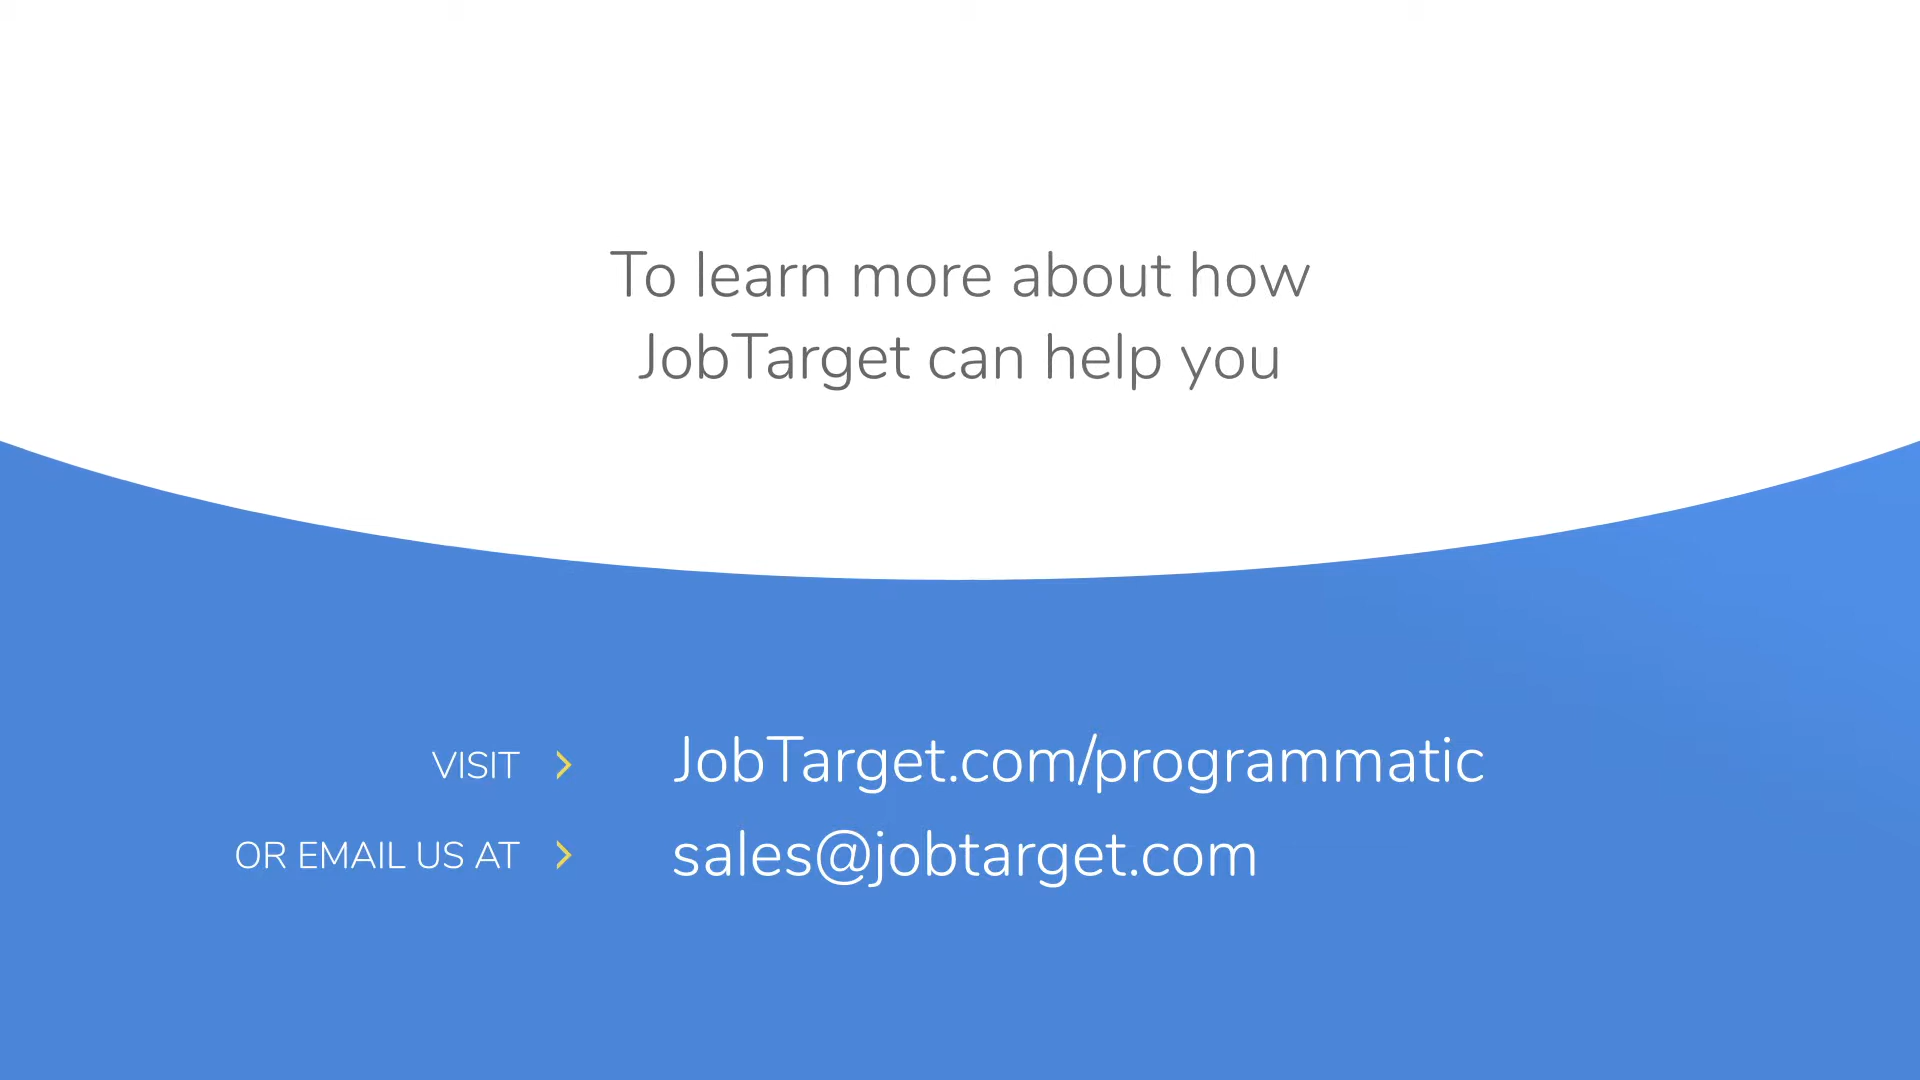 To learn more about how
JobTarget can help you
VISIT > JobTarget.com/programmatic
OR EMAIL US AT > sales@jobtarget.com